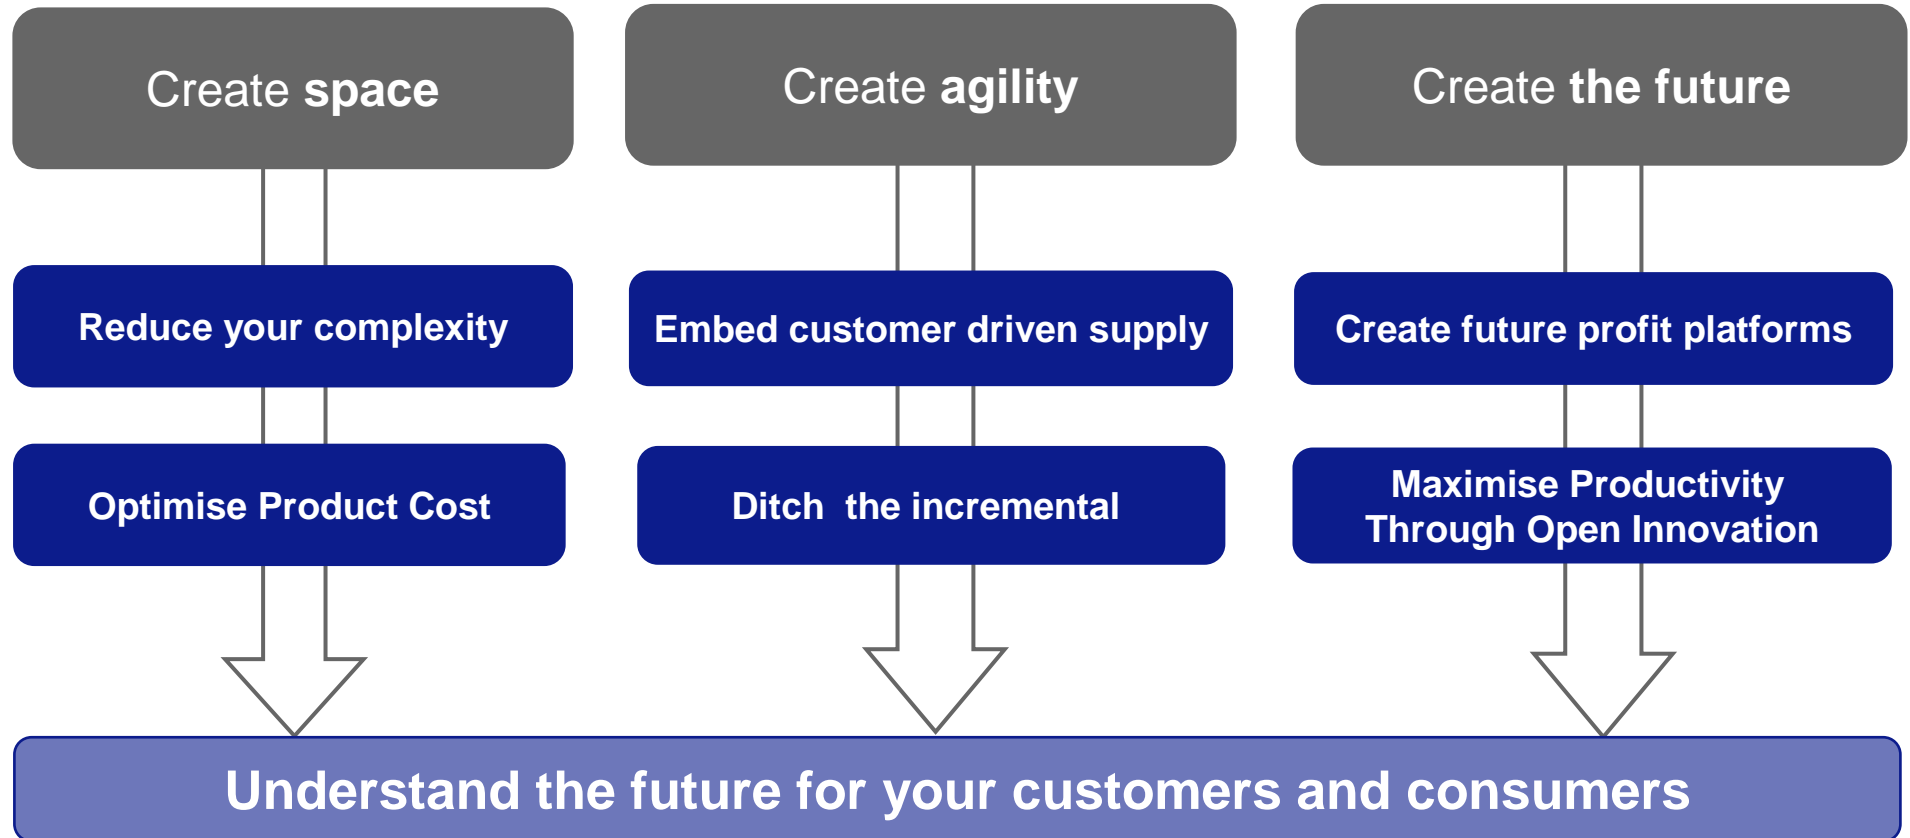 Create space
Create agility
Create the future
Reduce your complexity
Embed customer driven supply
Create future profit platforms
Optimise Product Cost
Ditch  the incremental
Maximise Productivity
Through Open Innovation
Understand the future for your customers and consumers